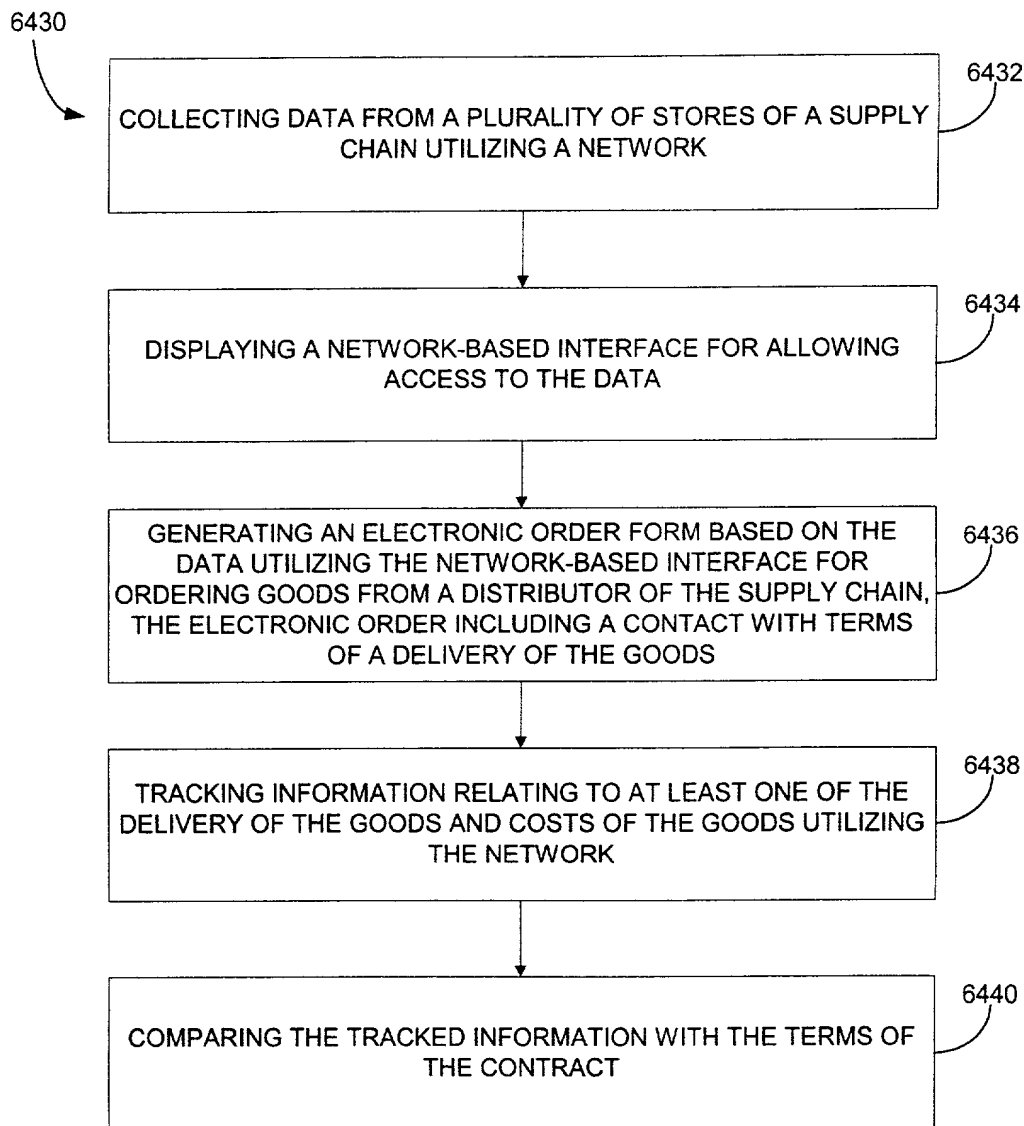 6430
6432
COLLECTING DATA FROM A PLURALITY OF STORES OF A SUPPLY
CHAIN UTILIZING A NETWORK
6434
DISPLAYING A NETWORK-BASED INTERFACE FOR ALLOWING
ACCESS TO THE DATA
6436
GENERATING AN ELECTRONIC ORDER FORM BASED ON THE
DATA UTILIZING THE NETWORK-BASED INTERFACE FOR
ORDERING GOODS FROM A DISTRIBUTOR OF THE SUPPLY CHAIN,
THE ELECTRONIC ORDER INCLUDING A CONTACT WITH TERMS
OF A DELIVERY OF THE GOODS
6438
TRACKING INFORMATION RELATING TO AT LEAST ONE OF THE
DELIVERY OF THE GOODS AND COSTS OF THE GOODS UTILIZING
THE NETWORK
6440
COMPARING THE TRACKED INFORMATION WITH THE TERMS OF
THE CONTRACT